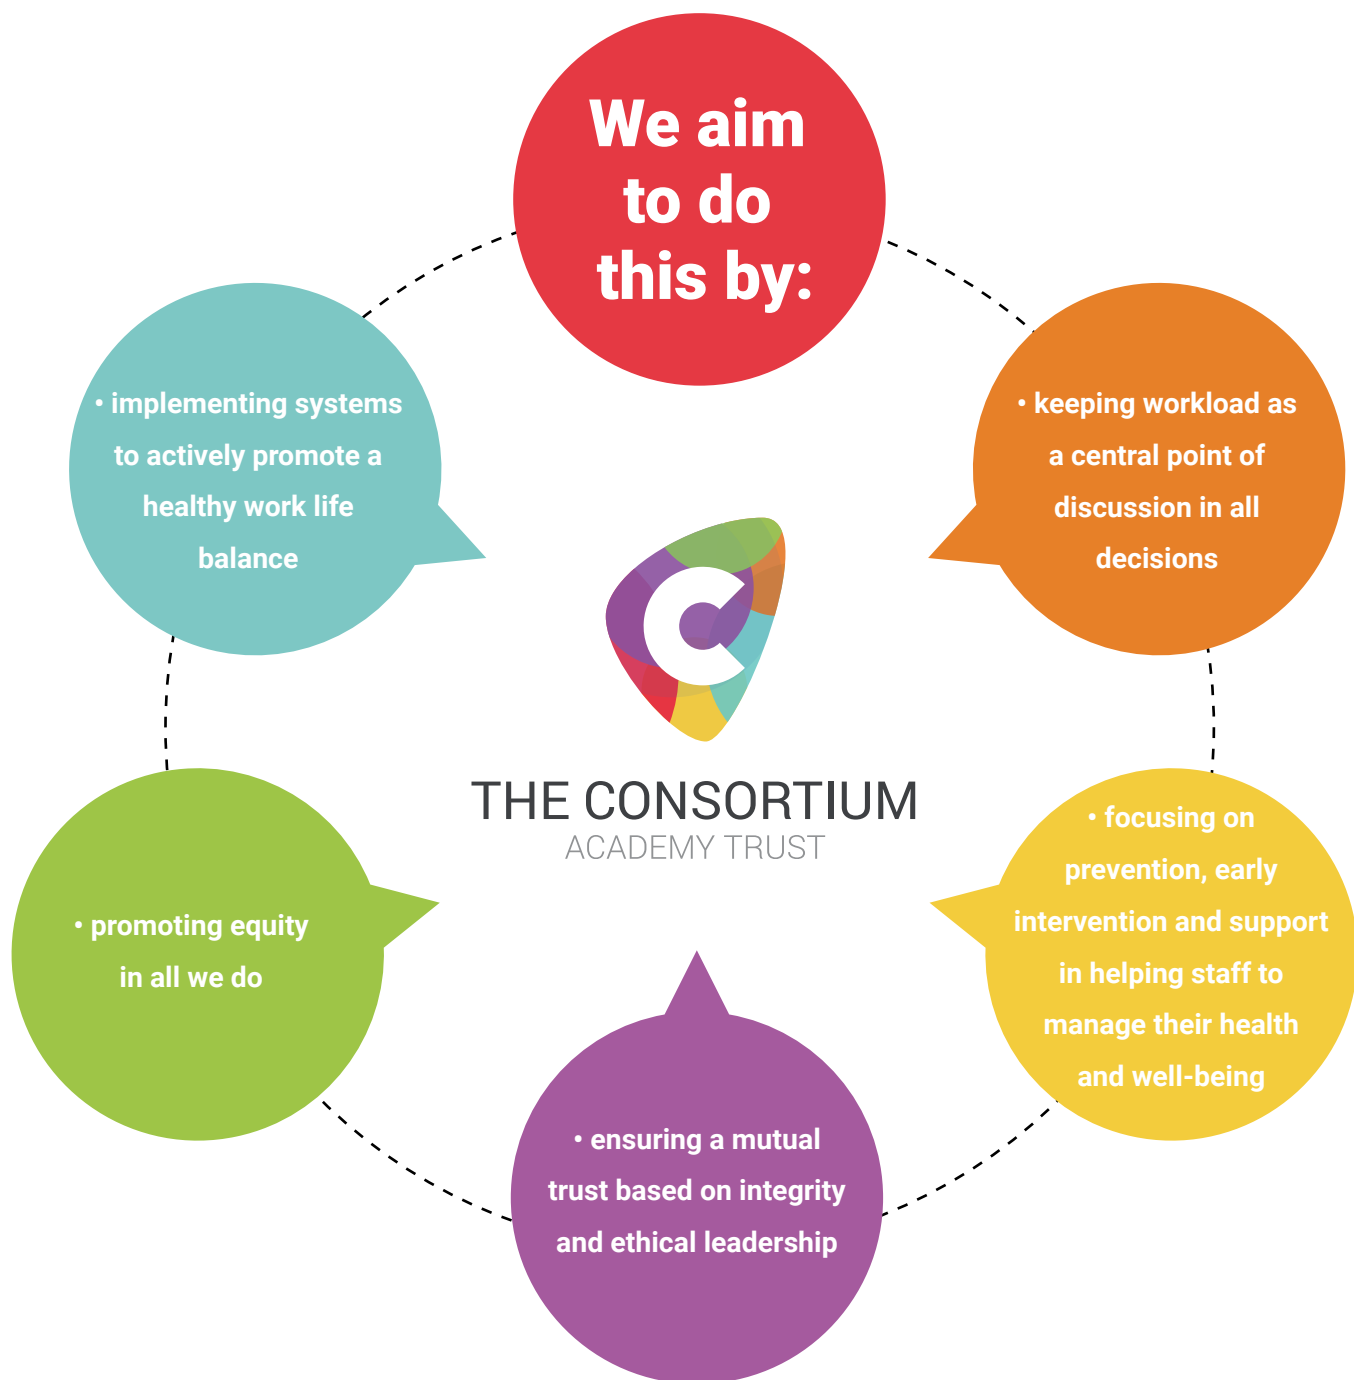 We aim
to do
this by:
• implementing systems
to actively promote a
healthy work life
balance
• keeping workload as
a central point of
discussion in all
decisions
THE CONSORTIUM
ACADEMY TRUST
• promoting equity
in all we do
• focusing on
prevention, early
intervention and support
in helping staff to
manage their health
and well-being
• ensuring a mutual
trust based on integrity
and ethical leadership